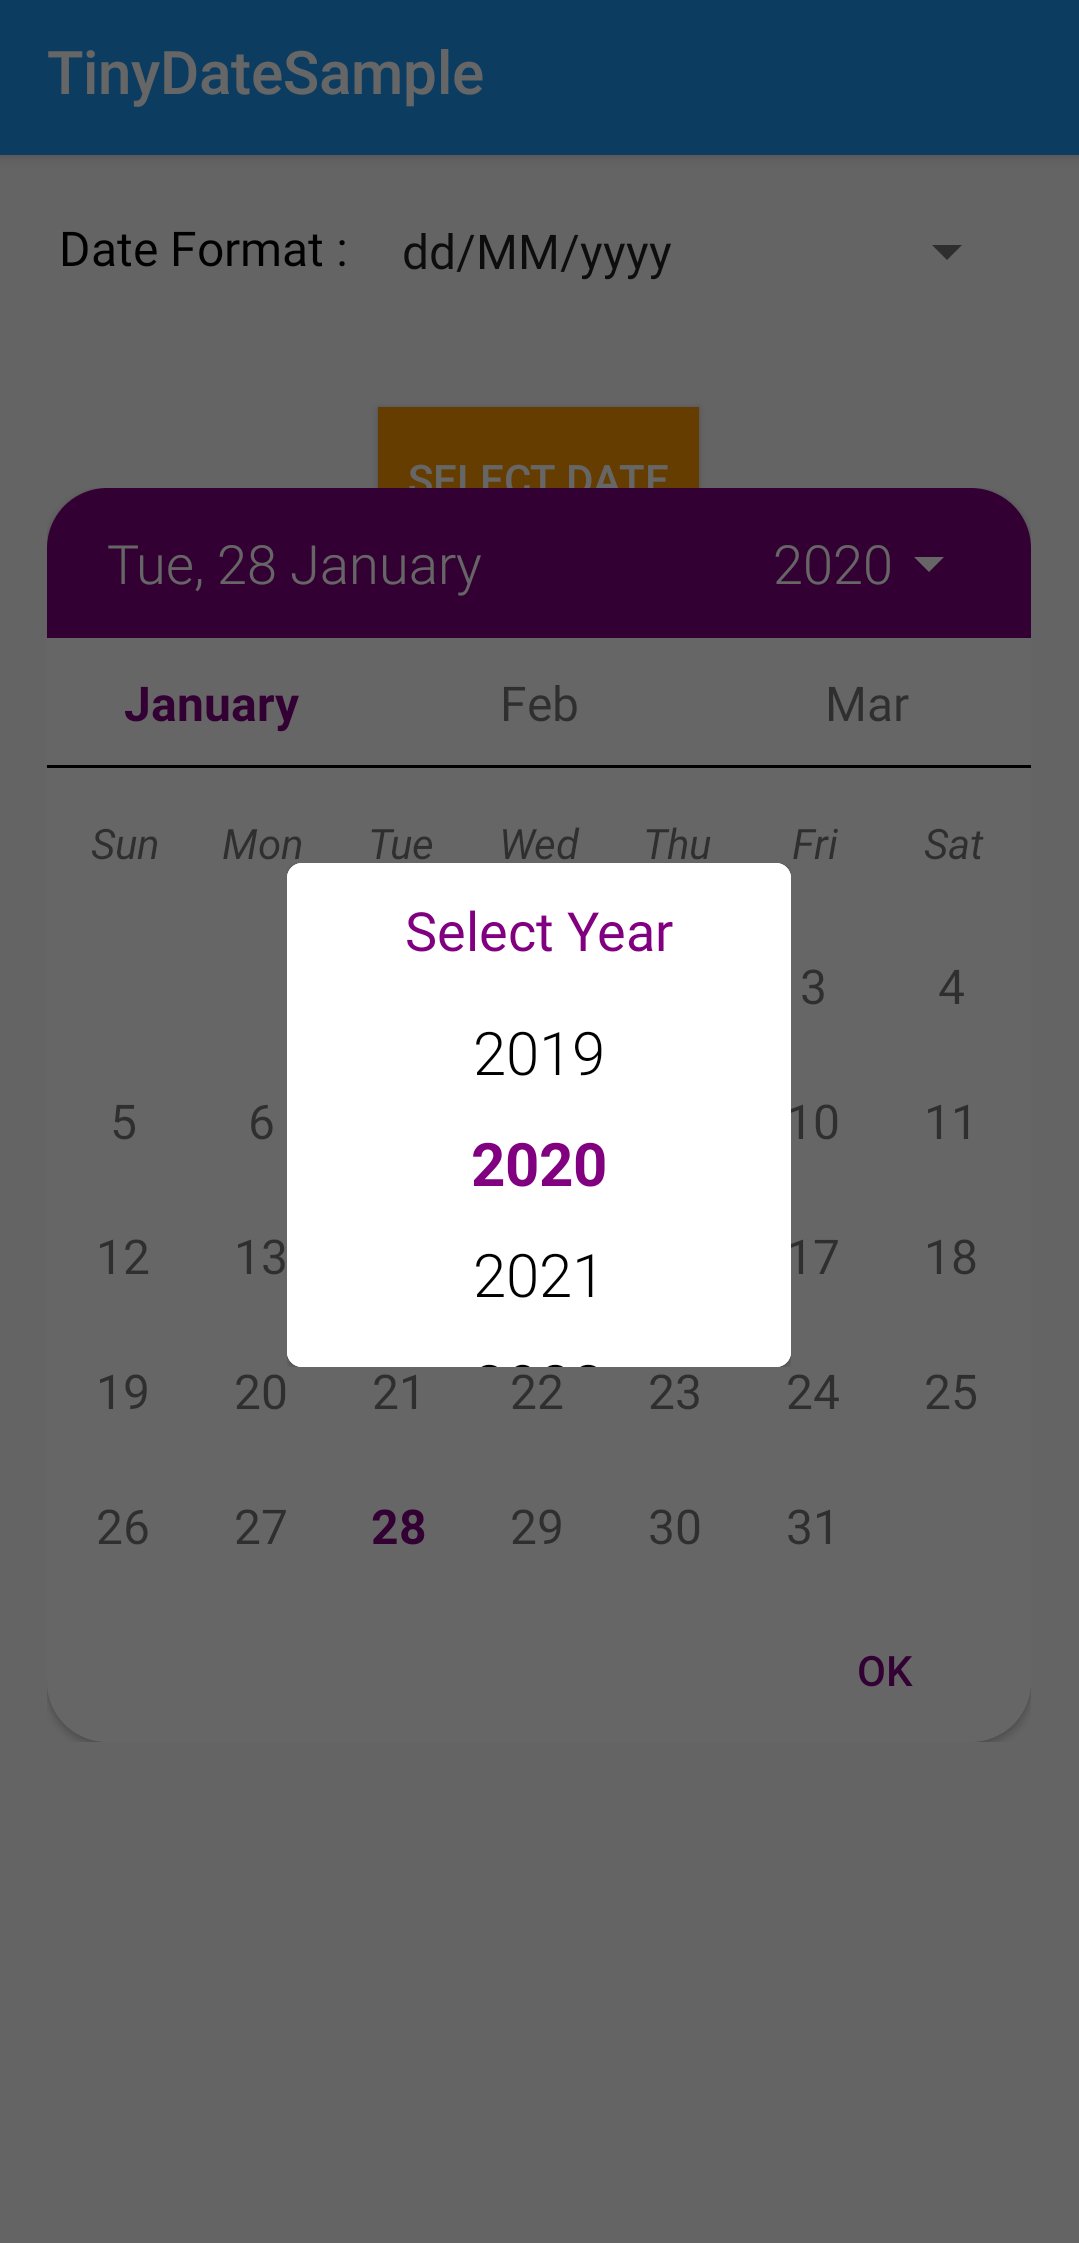 TinyDateSample
Date Format : dd/MM/yyyy
SELECT DATE
Tue, 28 January 2020
January Feb Mar
Sun Mon Tue Wed Thu Fri Sat
Select Year
3 4
2019
5 6 10 11
2020
12 13 17 18
2021
19 20 21 22 23 24 25
26 27 28 29 30 31
OK